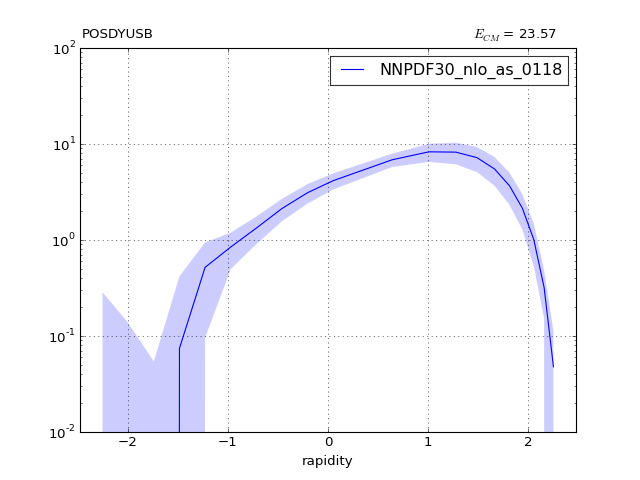 POSDYUSB
E_CM = 23.57
NNPDF30_nlo_as_0118
10^2
10^1
10^0
10^-1
10^-2
−2 −1 0 1 2
rapidity